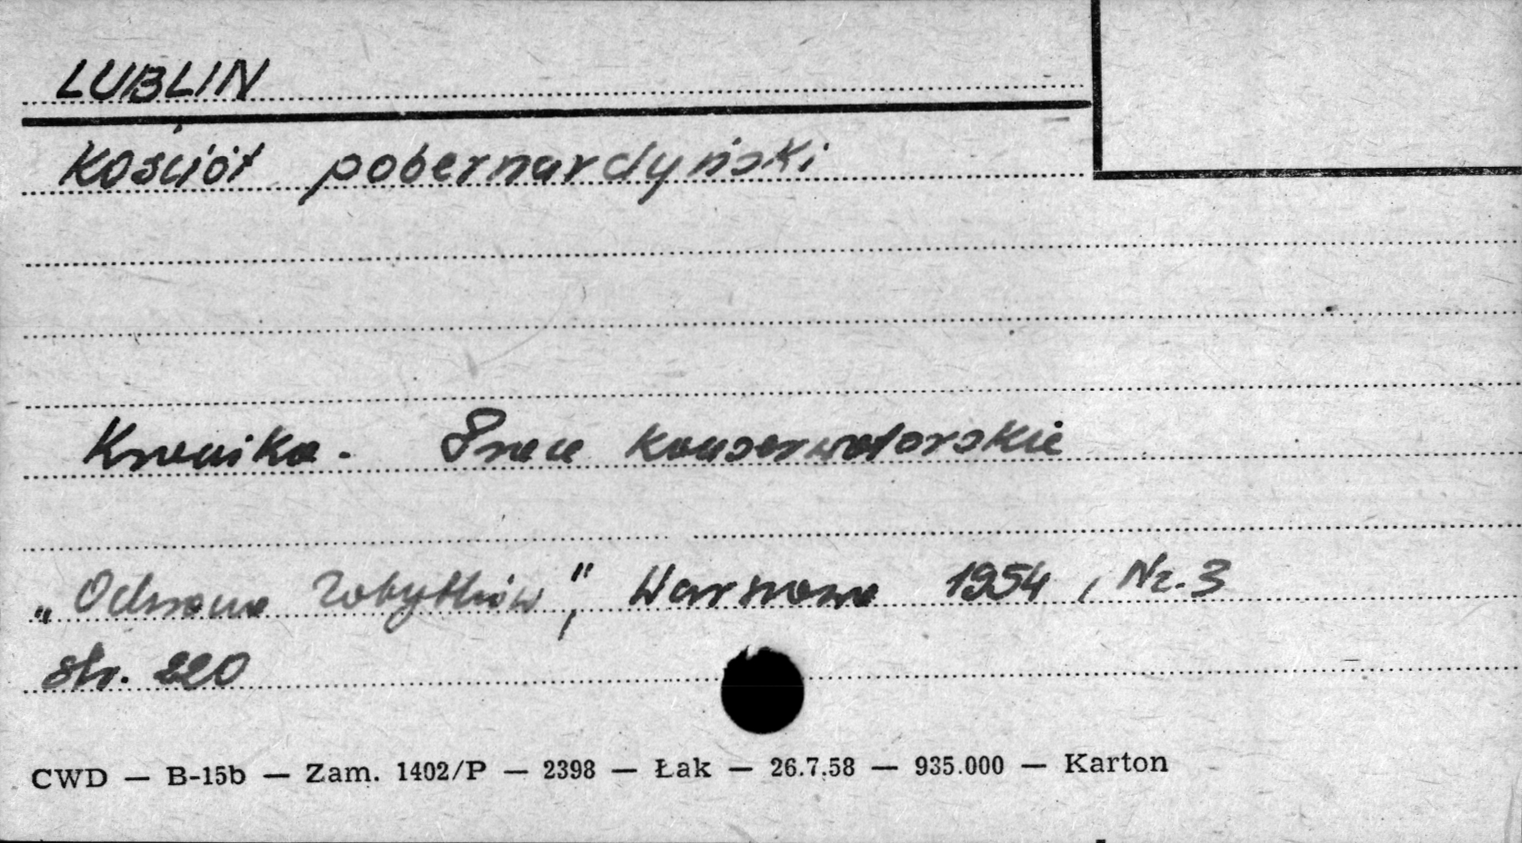 LUBLIN
Kościół pobernardyński
Kronika. Prace konserwatorskie
„Ochrona Zabytków", Warszawa 1954, Nr. 3
str. 220
CWD — B-15b — Zam. 1402/P — 2398 — Łak — 26.7.58 — 935.000 — Karton